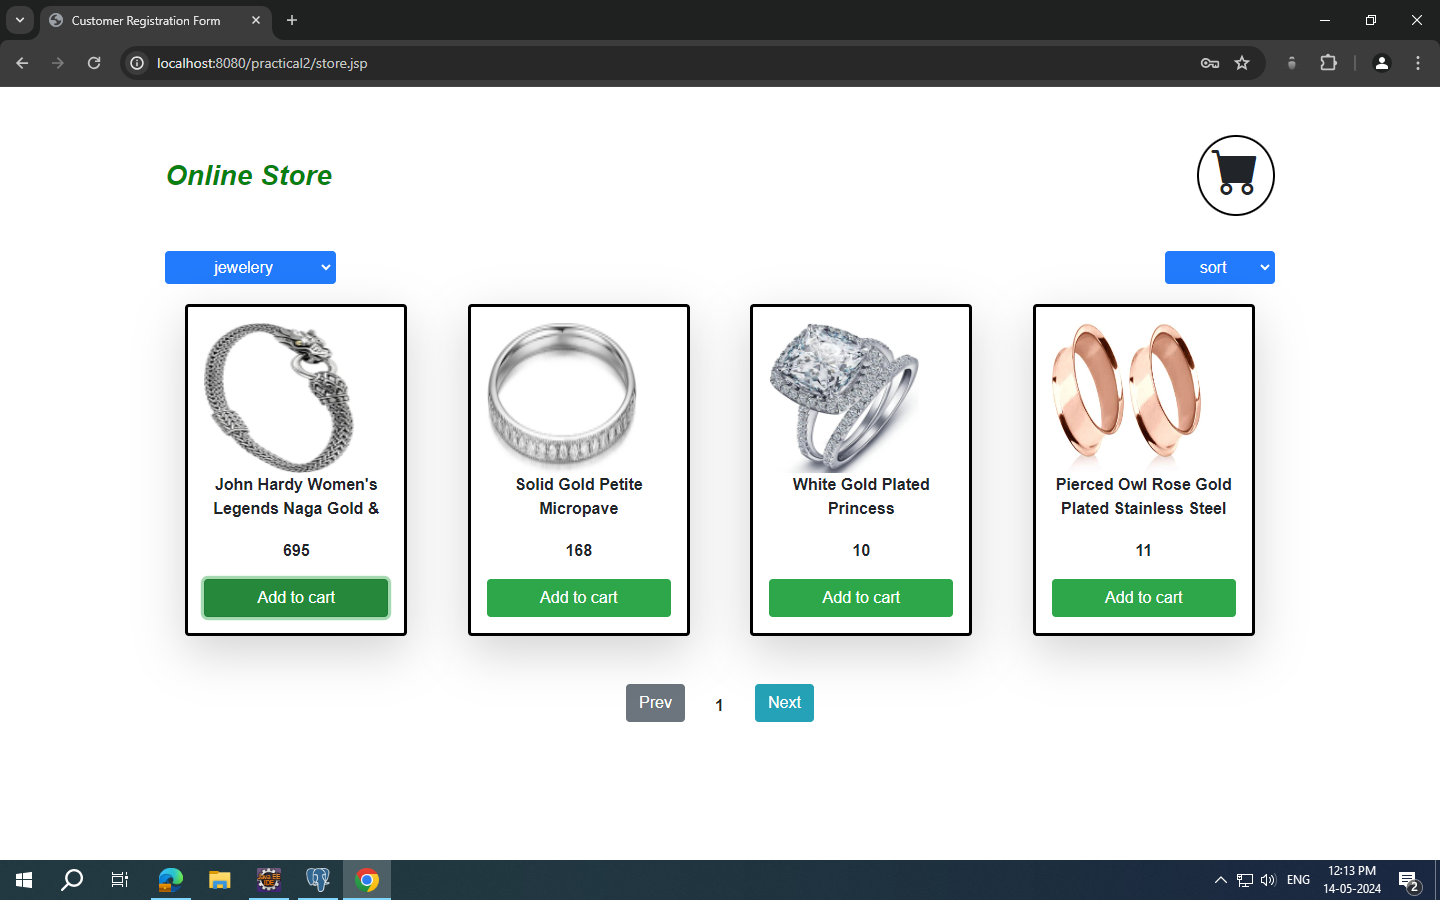 Customer Registration Form
localhost:8080/practical2/store.jsp
Online Store
jewelery
sort
John Hardy Women's
Legends Naga Gold &
695
Add to cart
Solid Gold Petite
Micropave
168
Add to cart
White Gold Plated
Princess
10
Add to cart
Pierced Owl Rose Gold
Plated Stainless Steel
11
Add to cart
Prev
1
Next
ENG
12:13 PM
14-05-2024
2